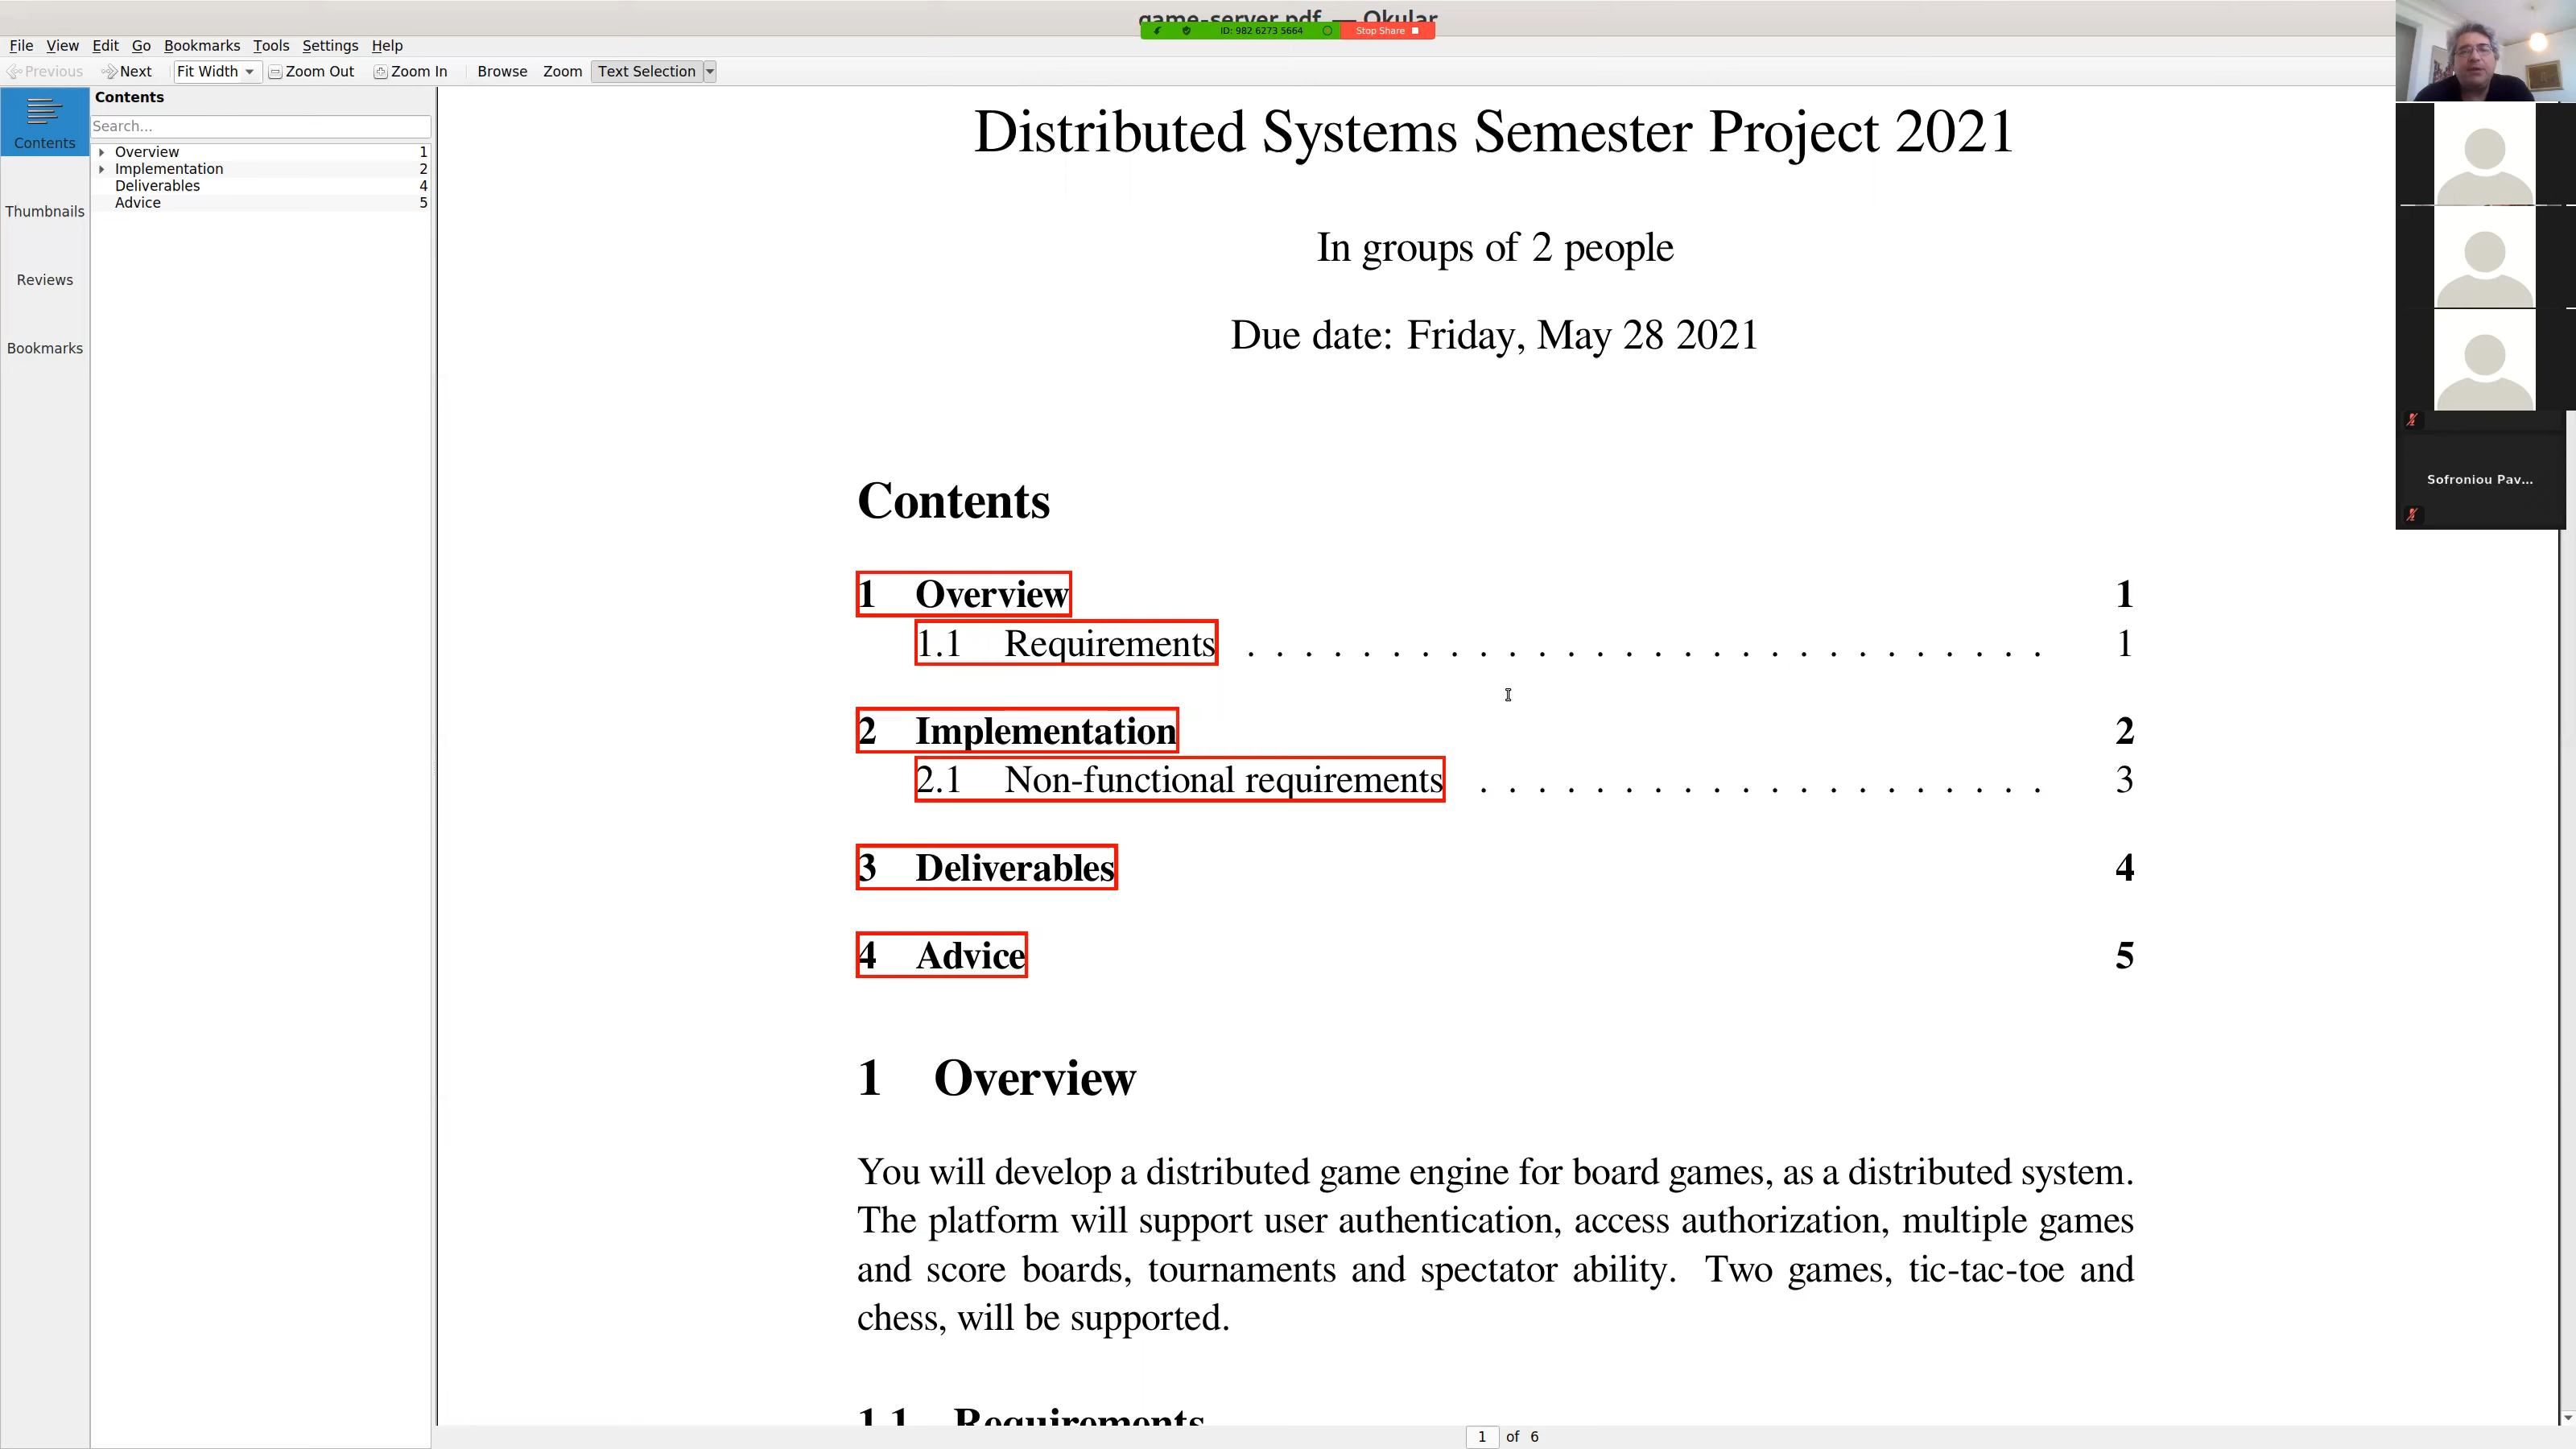 game-server.pdf — Okular
ID: 982 6273 5664 Stop Share
File View Edit Go Bookmarks Tools Settings Help
Previous Next Fit Width Zoom Out Zoom In Browse Zoom Text Selection
Contents
Thumbnails
Reviews
Bookmarks
Contents
Search...
Overview 1
Implementation 2
Deliverables 4
Advice 5
Distributed Systems Semester Project 2021
In groups of 2 people
Due date: Friday, May 28 2021
Contents
1 Overview 1
1.1 Requirements . . . . . . . . . . . . . . . . . . . . . . . . . . . . 1
2 Implementation 2
2.1 Non-functional requirements . . . . . . . . . . . . . . . . . . . . 3
3 Deliverables 4
4 Advice 5
1 Overview
You will develop a distributed game engine for board games, as a distributed system.
The platform will support user authentication, access authorization, multiple games
and score boards, tournaments and spectator ability. Two games, tic-tac-toe and
chess, will be supported.
1.1 Requirements
1 of 6
Sofroniou Pav...